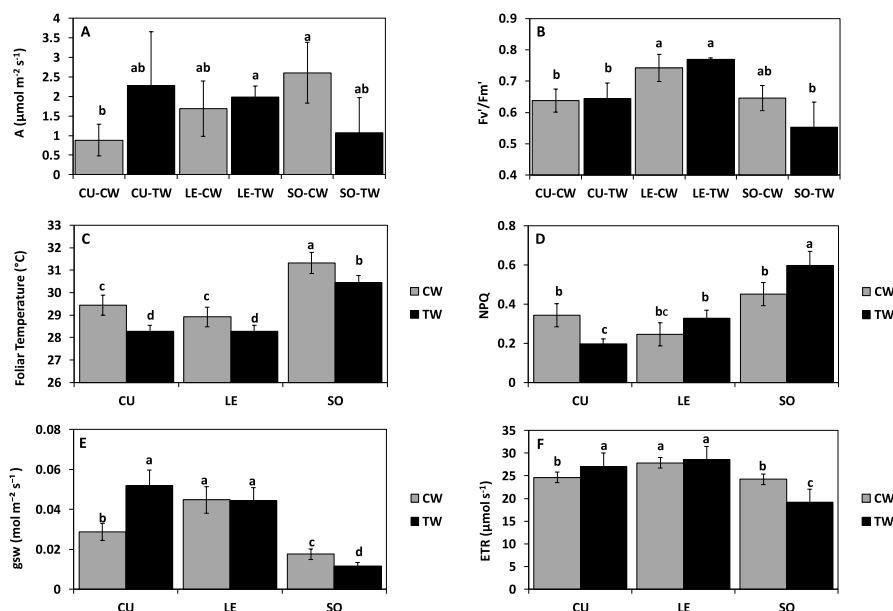 A
A (μmol m⁻² s⁻¹)
4
3.5
3
2.5
2
1.5
1
0.5
0
b
ab
ab
a
a
ab
CU-CW CU-TW LE-CW LE-TW SO-CW SO-TW
B
Fv'/Fm'
0.8
0.7
0.6
0.5
0.4
b
b
a
a
ab
b
CU-CW CU-TW LE-CW LE-TW SO-CW SO-TW
C
Foliar Temperature (°C)
33
32
31
30
29
28
27
26
c
d
c
d
a
b
CU LE SO
CW
TW
D
NPQ
0.8
0.6
0.4
0.2
0
b
c
bc
b
b
a
CU LE SO
CW
TW
E
gsw (mol m⁻² s⁻¹)
0.08
0.06
0.04
0.02
0
b
a
a
a
c
d
CU LE SO
CW
TW
F
ETR (μmol s⁻¹)
35
30
25
20
15
10
5
0
b
a
a
a
b
c
CU LE SO
CW
TW